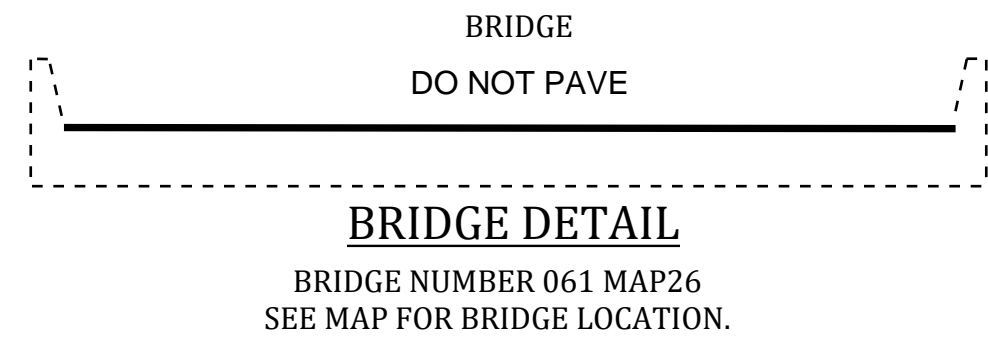 BRIDGE
DO NOT PAVE
BRIDGE DETAIL
BRIDGE NUMBER 061 MAP26
SEE MAP FOR BRIDGE LOCATION.